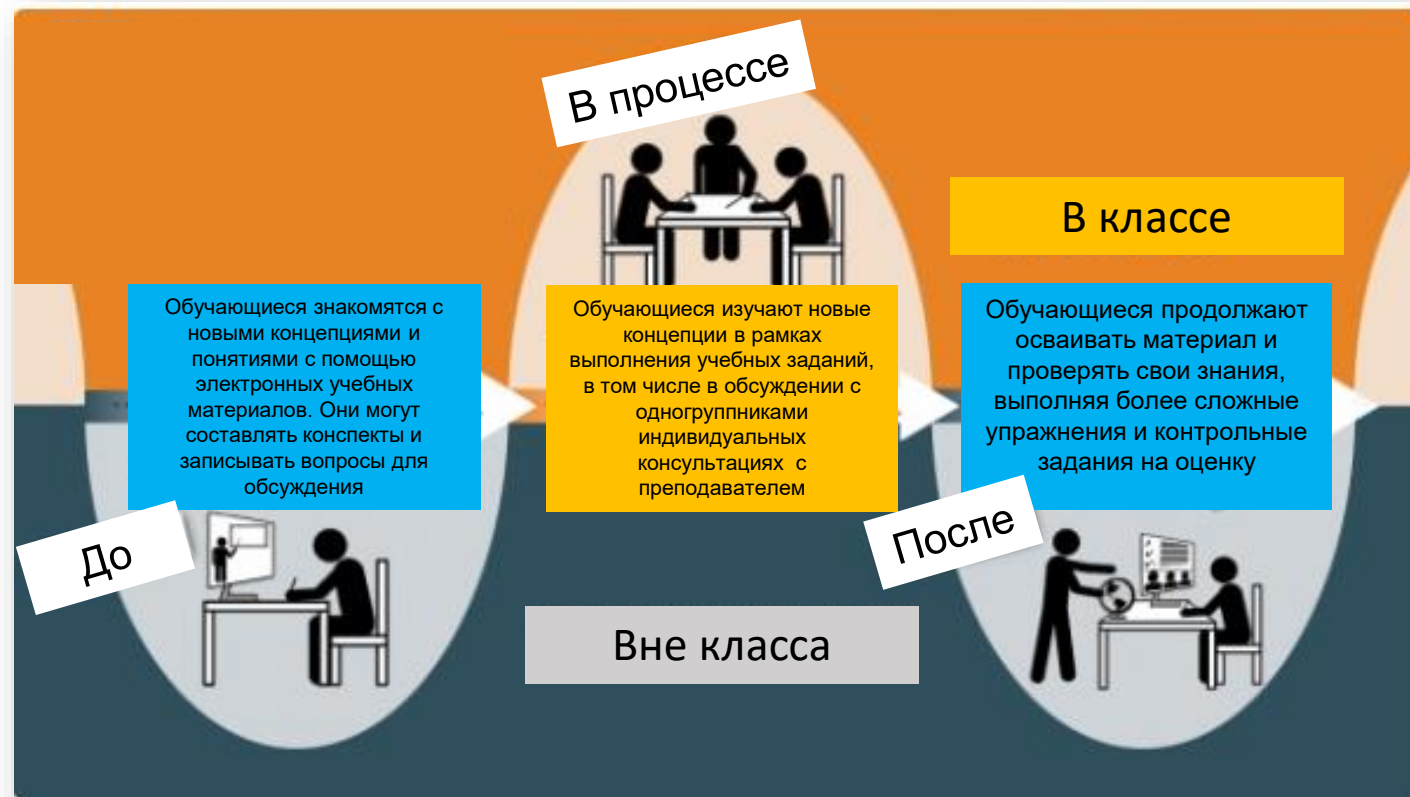 В процессе
В классе
Обучающиеся знакомятся с
новыми концепциями и
понятиями с помощью
электронных учебных
материалов. Они могут
составлять конспекты и
записывать вопросы для
обсуждения
Обучающиеся изучают новые
концепции в рамках
выполнения учебных заданий,
в том числе в обсуждении с
одногруппниками
индивидуальных
консультациях с
преподавателем
Обучающиеся продолжают
осваивать материал и
проверять свои знания,
выполняя более сложные
упражнения и контрольные
задания на оценку
До
После
Вне класса